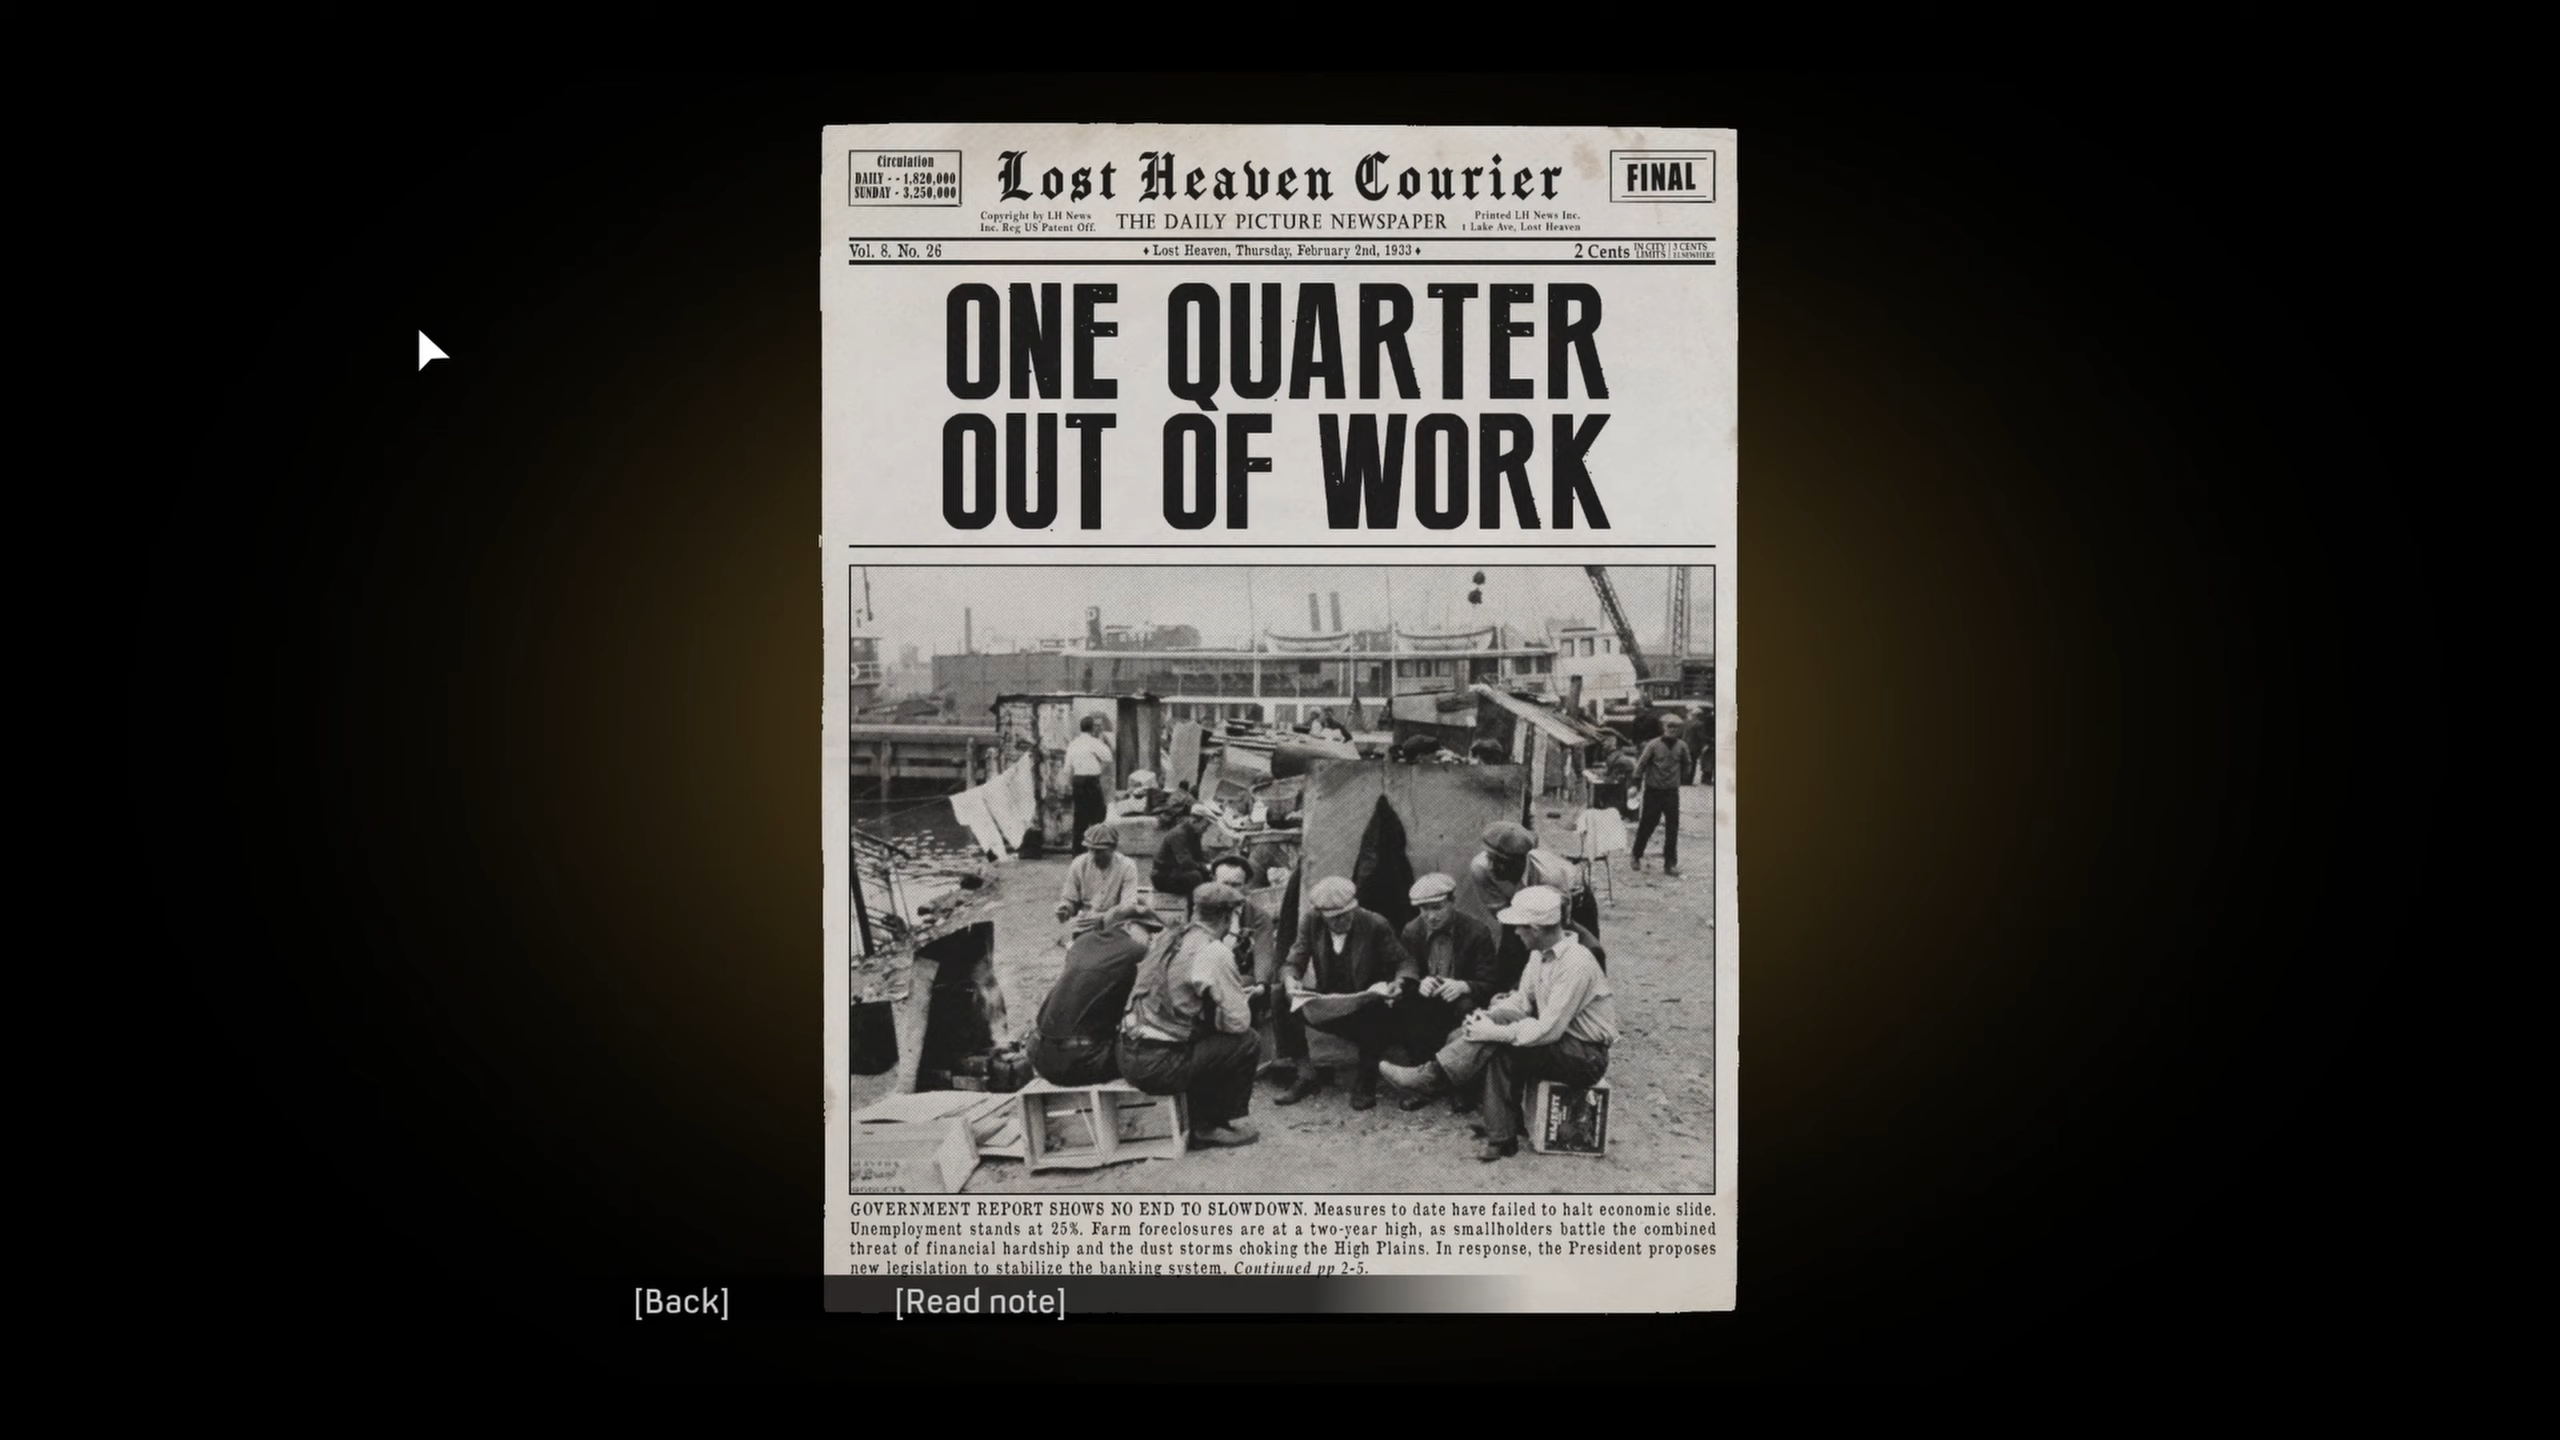 Circulation
DAILY - - 1,820,000
SUNDAY - 3,250,000
Lost Heaven Courier
FINAL
Copyright by LH News
Inc. Reg US Patent Off.
THE DAILY PICTURE NEWSPAPER
Printed LH News Inc.
1 Lake Ave, Lost Heaven
Vol. 8. No. 26
♦ Lost Heaven, Thursday, February 2nd, 1933 ♦
2 Cents
IN CITY
LIMITS
3 CENTS
ELSEWHERE
ONE QUARTER
OUT OF WORK
GOVERNMENT REPORT SHOWS NO END TO SLOWDOWN. Measures to date have failed to halt economic slide.
Unemployment stands at 25%. Farm foreclosures are at a two-year high, as smallholders battle the combined
threat of financial hardship and the dust storms choking the High Plains. In response, the President proposes
new legislation to stabilize the banking system. Continued pp 2-5.
[Back]
[Read note]